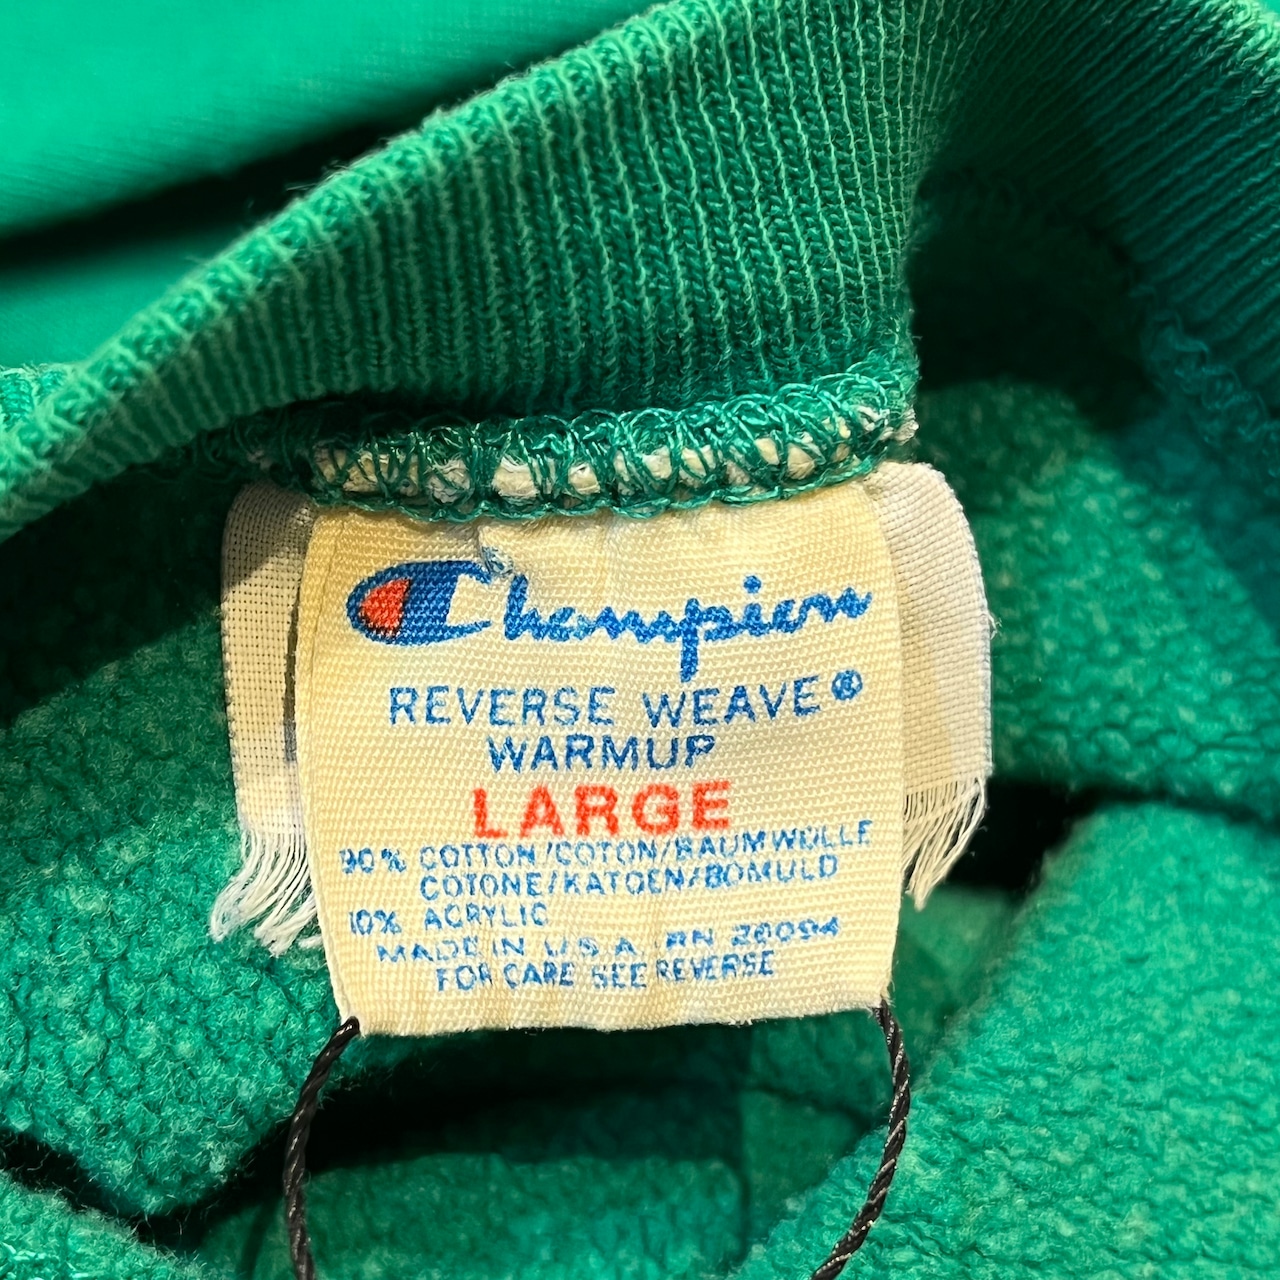 Champion
REVERSE WEAVE®
WARMUP
LARGE
90% COTTON/COTON/BAUMWOLLE
COTONE/KATOEN/BOMULD
10% ACRYLIC
MADE IN U.S.A. RN 26094
FOR CARE SEE REVERSE